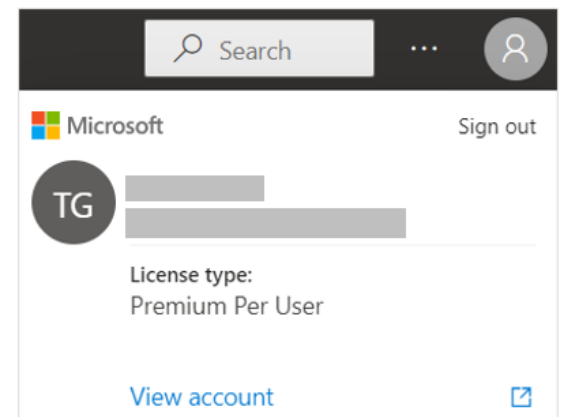 Search ...
Microsoft Sign out
TG
License type:
Premium Per User
View account